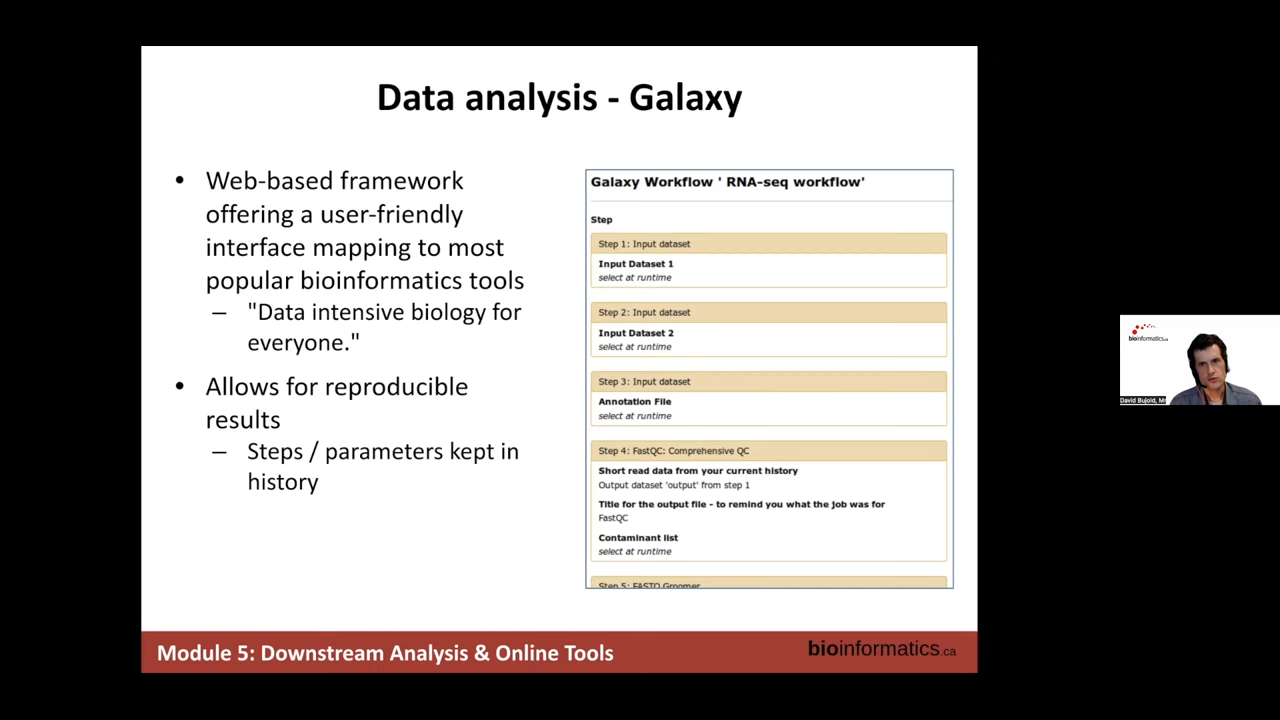 Data analysis - Galaxy
• Web-based framework
offering a user-friendly
interface mapping to most
popular bioinformatics tools
– "Data intensive biology for
everyone."
• Allows for reproducible
results
– Steps / parameters kept in
history
Galaxy Workflow ' RNA-seq workflow'
Step
Step 1: Input dataset
Input Dataset 1
select at runtime
Step 2: Input dataset
Input Dataset 2
select at runtime
Step 3: Input dataset
Annotation File
select at runtime
Step 4: FastQC: Comprehensive QC
Short read data from your current history
Output dataset 'output' from step 1
Title for the output file - to remind you what the job was for
FastQC
Contaminant list
select at runtime
Step 5: FASTQ Groomer
Module 5: Downstream Analysis & Online Tools
bioinformatics.ca
bioinformatics.ca
David Bujold, M